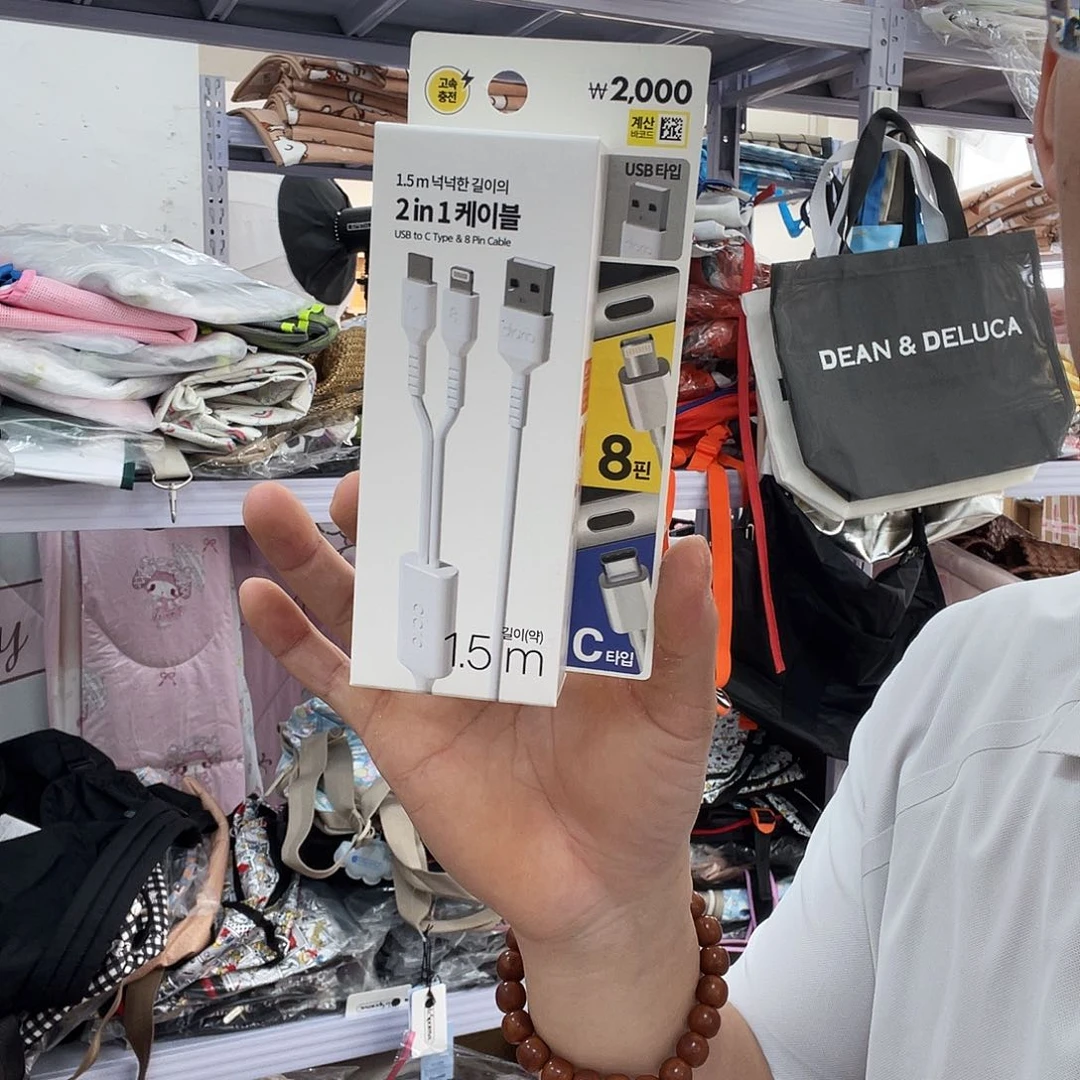 고속
충전
₩2,000
계산
바코드
1.5 m 넉넉한 길이의
2 in 1 케이블
USB to C Type & 8 Pin Cable
USB 타입
8핀
C 타입
길이(약)
1.5 m
DEAN & DELUCA
y